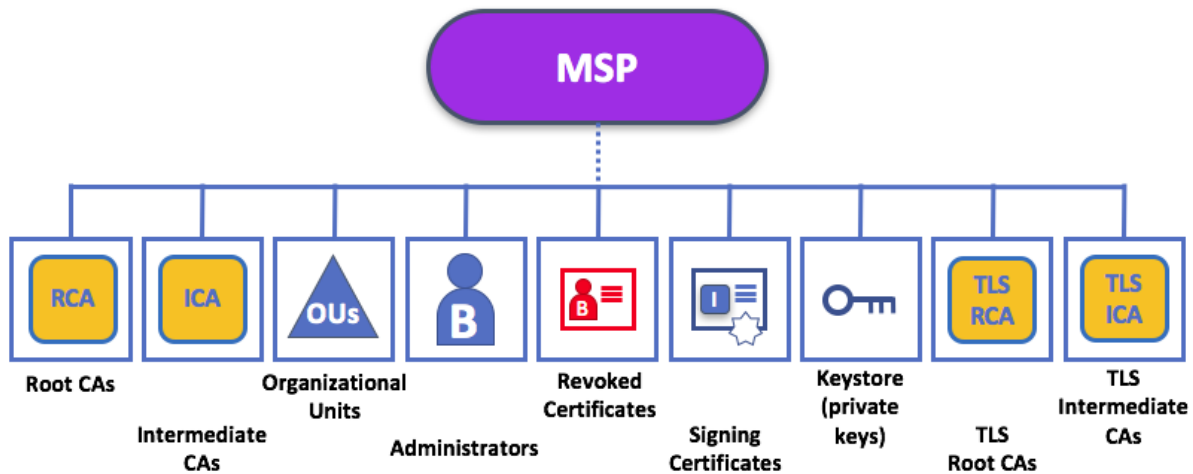 MSP
RCA
ICA
OUs
B
B
I
TLS
RCA
TLS
ICA
Root CAs
Intermediate
CAs
Organizational
Units
Administrators
Revoked
Certificates
Signing
Certificates
Keystore
(private
keys)
TLS
Root CAs
TLS
Intermediate
CAs